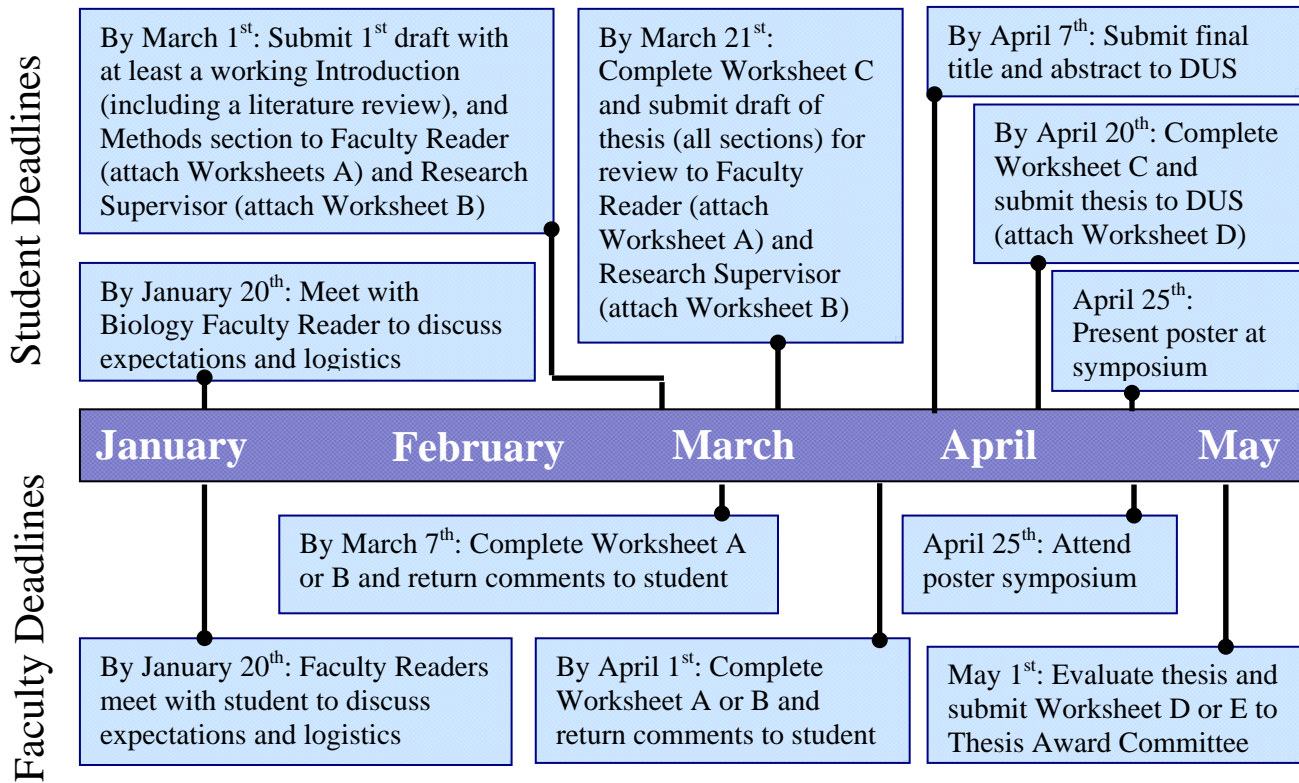 Student Deadlines
By March 1st: Submit 1st draft with
at least a working Introduction
(including a literature review), and
Methods section to Faculty Reader
(attach Worksheets A) and Research
Supervisor (attach Worksheet B)
By January 20th: Meet with
Biology Faculty Reader to discuss
expectations and logistics
By March 21st:
Complete Worksheet C
and submit draft of
thesis (all sections) for
review to Faculty
Reader (attach
Worksheet A) and
Research Supervisor
(attach Worksheet B)
By April 7th: Submit final
title and abstract to DUS
By April 20th: Complete
Worksheet C and
submit thesis to DUS
(attach Worksheet D)
April 25th:
Present poster at
symposium
January
February
March
April
May
Faculty Deadlines
By March 7th: Complete Worksheet A
or B and return comments to student
April 25th: Attend
poster symposium
By January 20th: Faculty Readers
meet with student to discuss
expectations and logistics
By April 1st: Complete
Worksheet A or B and
return comments to student
May 1st: Evaluate thesis and
submit Worksheet D or E to
Thesis Award Committee